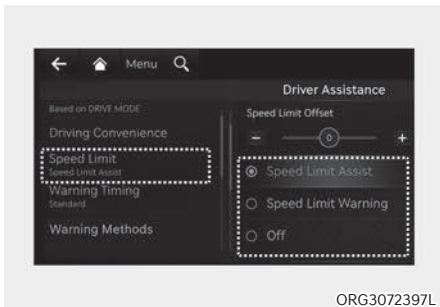 Menu
Driver Assistance
Based on DRIVE MODE
Driving Convenience
Speed Limit
Speed Limit Assist
Warning Timing
Standard
Warning Methods
Speed Limit Offset
- 0 +
Speed Limit Assist
Speed Limit Warning
Off
ORG3072397L